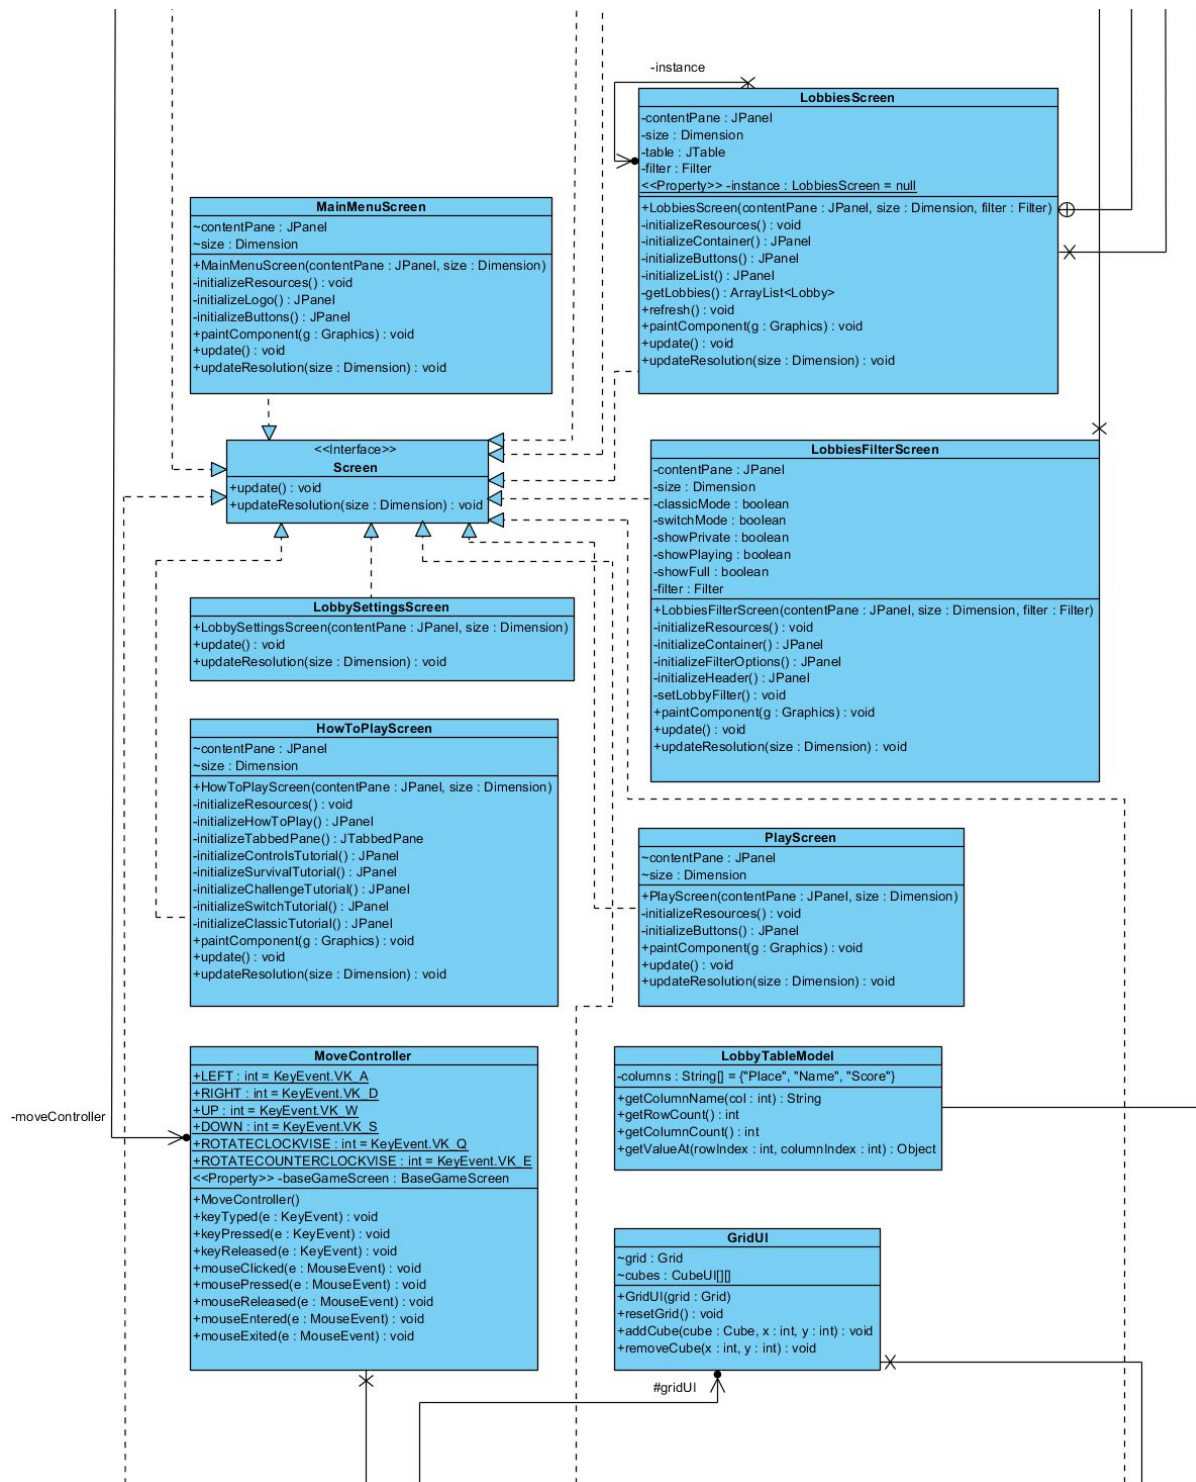 -instance
LobbiesScreen
-contentPane : JPanel
-size : Dimension
-table : JTable
-filter : Filter
<<Property>> -instance : LobbiesScreen = null
+LobbiesScreen(contentPane : JPanel, size : Dimension, filter : Filter)
-initializeResources() : void
-initializeContainer() : JPanel
-initializeButtons() : JPanel
-initializeList() : JPanel
-getLobbies() : ArrayList<Lobby>
+refresh() : void
+paintComponent(g : Graphics) : void
+update() : void
+updateResolution(size : Dimension) : void
MainMenuScreen
~contentPane : JPanel
~size : Dimension
+MainMenuScreen(contentPane : JPanel, size : Dimension)
-initializeResources() : void
-initializeLogo() : JPanel
-initializeButtons() : JPanel
+paintComponent(g : Graphics) : void
+update() : void
+updateResolution(size : Dimension) : void
<<Interface>>
Screen
+update() : void
+updateResolution(size : Dimension) : void
LobbiesFilterScreen
-contentPane : JPanel
-size : Dimension
-classicMode : boolean
-switchMode : boolean
-showPrivate : boolean
-showPlaying : boolean
-showFull : boolean
-filter : Filter
+LobbiesFilterScreen(contentPane : JPanel, size : Dimension, filter : Filter)
-initializeResources() : void
-initializeContainer() : JPanel
-initializeFilterOptions() : JPanel
-initializeHeader() : JPanel
-setLobbyFilter() : void
+paintComponent(g : Graphics) : void
+update() : void
+updateResolution(size : Dimension) : void
LobbySettingsScreen
+LobbySettingsScreen(contentPane : JPanel, size : Dimension)
+update() : void
+updateResolution(size : Dimension) : void
HowToPlayScreen
~contentPane : JPanel
~size : Dimension
+HowToPlayScreen(contentPane : JPanel, size : Dimension)
-initializeResources() : void
-initializeHowToPlay() : JPanel
-initializeTabbedPane() : JTabbedPane
-initializeControlsTutorial() : JPanel
-initializeSurvivalTutorial() : JPanel
-initializeChallengeTutorial() : JPanel
-initializeSwitchTutorial() : JPanel
-initializeClassicTutorial() : JPanel
+paintComponent(g : Graphics) : void
+update() : void
+updateResolution(size : Dimension) : void
PlayScreen
~contentPane : JPanel
~size : Dimension
+PlayScreen(contentPane : JPanel, size : Dimension)
-initializeResources() : void
-initializeButtons() : JPanel
+paintComponent(g : Graphics) : void
+update() : void
+updateResolution(size : Dimension) : void
-moveController
MoveController
+LEFT : int = KeyEvent.VK_A
+RIGHT : int = KeyEvent.VK_D
+UP : int = KeyEvent.VK_W
+DOWN : int = KeyEvent.VK_S
+ROTATECLOCKVISE : int = KeyEvent.VK_Q
+ROTATECOUNTERCLOCKVISE : int = KeyEvent.VK_E
<<Property>> -baseGameScreen : BaseGameScreen
+MoveController()
+keyTyped(e : KeyEvent) : void
+keyPressed(e : KeyEvent) : void
+keyReleased(e : KeyEvent) : void
+mouseClicked(e : MouseEvent) : void
+mousePressed(e : MouseEvent) : void
+mouseReleased(e : MouseEvent) : void
+mouseEntered(e : MouseEvent) : void
+mouseExited(e : MouseEvent) : void
LobbyTableModel
-columns : String[] = {"Place", "Name", "Score"}
+getColumnName(col : int) : String
+getRowCount() : int
+getColumnCount() : int
+getValueAt(rowIndex : int, columnIndex : int) : Object
GridUI
~grid : Grid
~cubes : CubeUI[][]
+GridUI(grid : Grid)
+resetGrid() : void
+addCube(cube : Cube, x : int, y : int) : void
+removeCube(x : int, y : int) : void
#gridUI